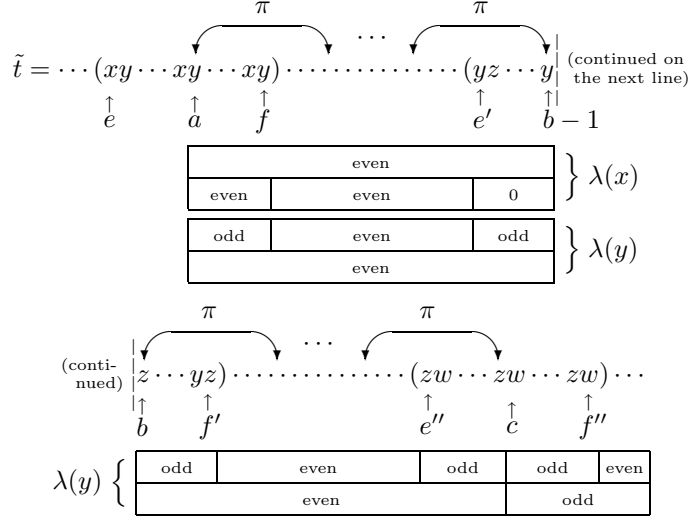 π π
···
t̃ = ··· (xy ··· xy ··· xy) ·················· (yz ··· y (continued on
the next line)
↑ ↑ ↑ ↑ ↑
e a f e′ b − 1
even
even even 0
} λ(x)
odd even odd
even
} λ(y)
π π
···
(conti-
nued) z ··· yz) ·················· (zw ··· zw ··· zw) ···
↑ ↑ ↑ ↑ ↑
b f′ e″ c f″
λ(y) {
odd even odd odd even
even odd